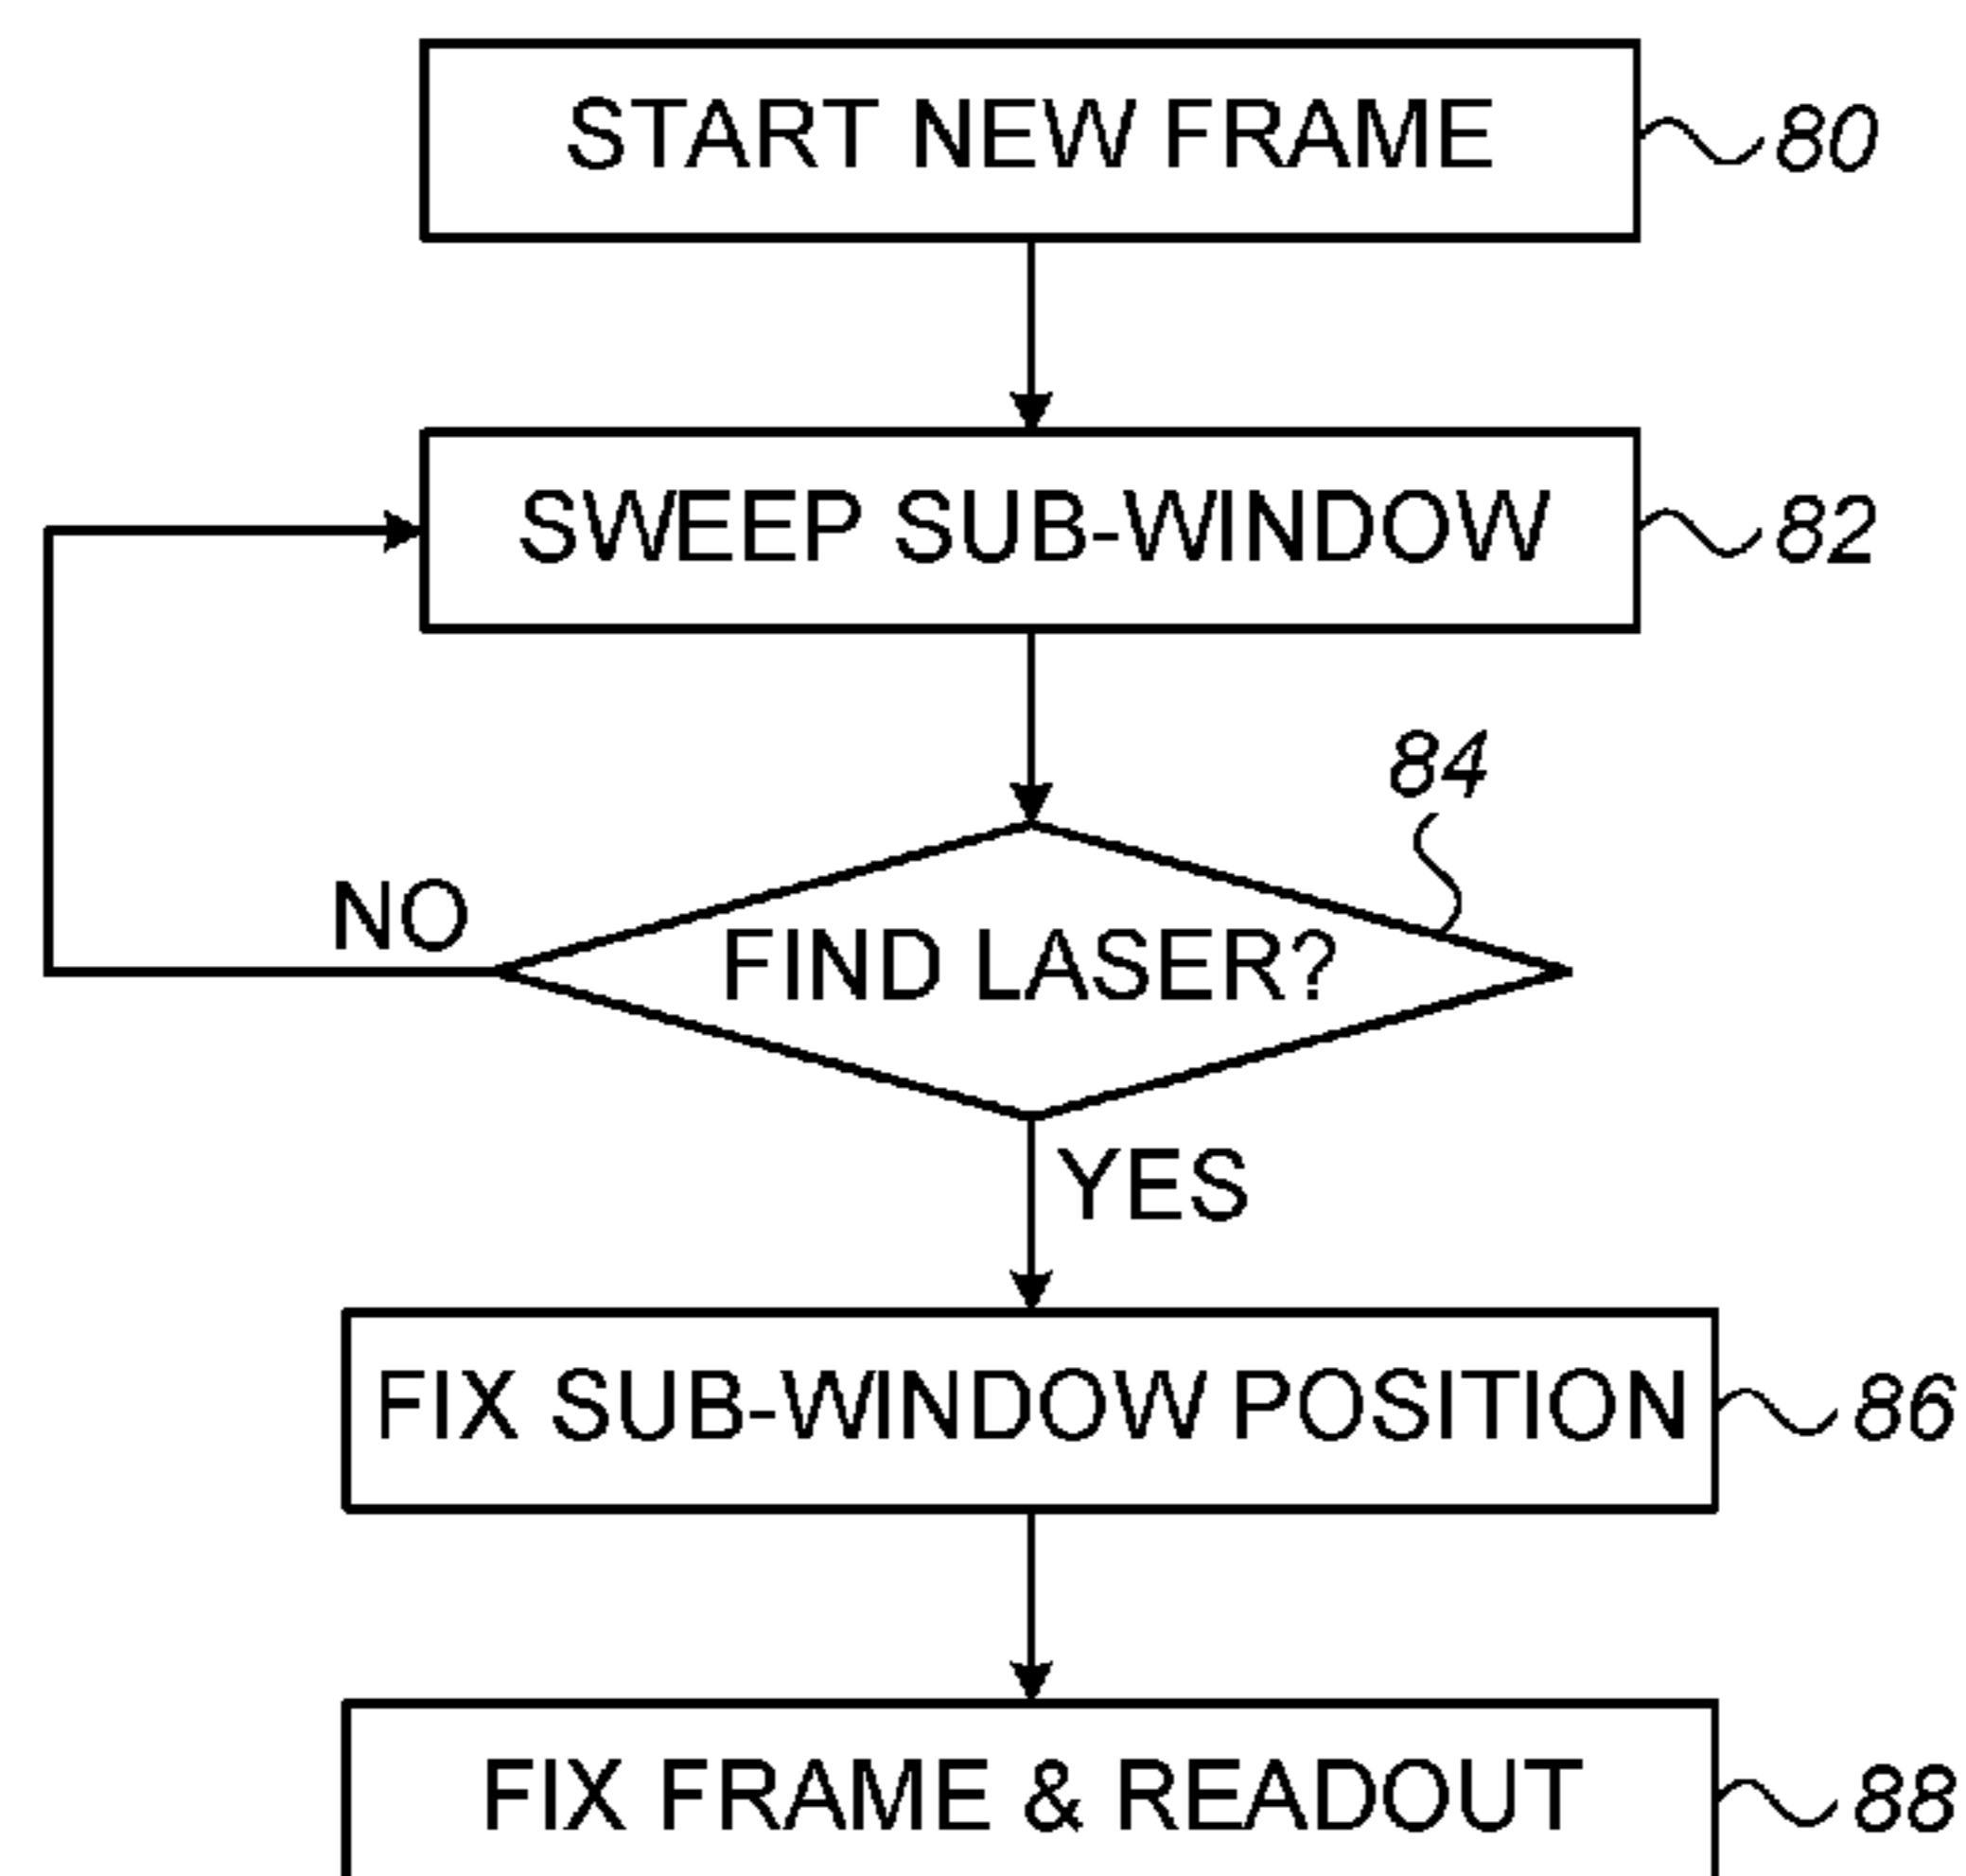 START NEW FRAME 80
SWEEP SUB-WINDOW 82
84
NO
FIND LASER?
YES
FIX SUB-WINDOW POSITION 86
FIX FRAME & READOUT 88